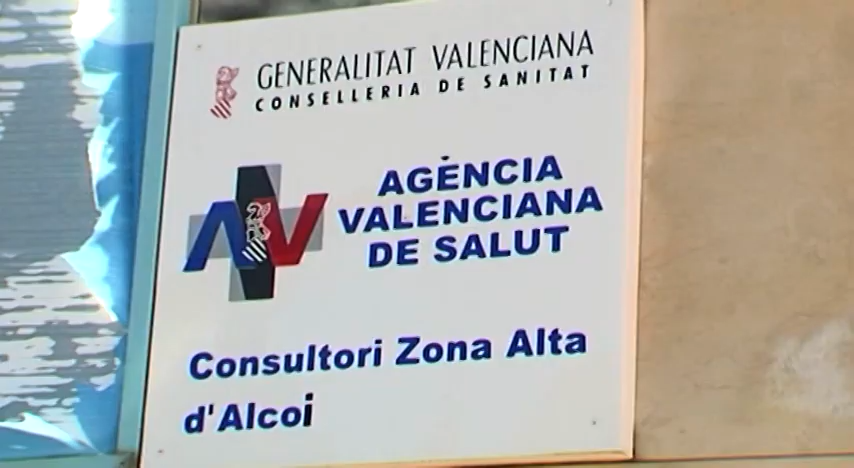 GENERALITAT VALENCIANA
CONSELLERIA DE SANITAT
AGÈNCIA
VALENCIANA
DE SALUT
Consultori Zona Alta
d'Alcoi